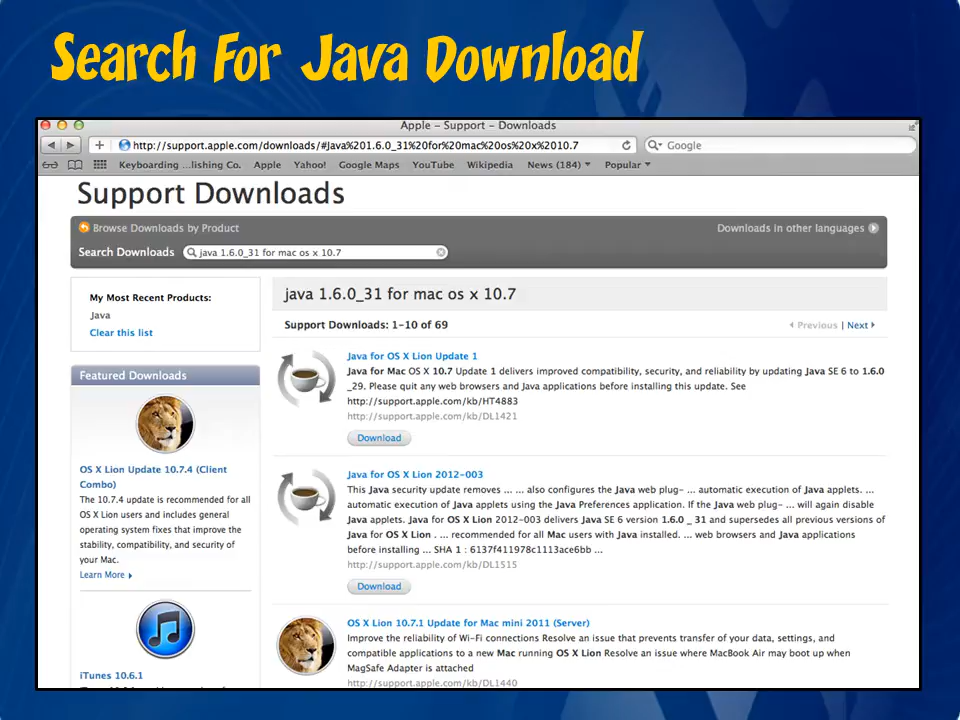 Search For Java Download
Apple – Support – Downloads
http://support.apple.com/downloads/#java%201.6.0_31%20for%20mac%20os%20x%2010.7
Google
Keyboarding ...lishing Co. Apple Yahoo! Google Maps YouTube Wikipedia News (184) Popular
Support Downloads
Browse Downloads by Product
Downloads in other languages
Search Downloads
java 1.6.0_31 for mac os x 10.7
My Most Recent Products:
Java
Clear this list
Featured Downloads
OS X Lion Update 10.7.4 (Client
Combo)
The 10.7.4 update is recommended for all
OS X Lion users and includes general
operating system fixes that improve the
stability, compatibility, and security of
your Mac.
Learn More
iTunes 10.6.1
java 1.6.0_31 for mac os x 10.7
Support Downloads: 1-10 of 69
Previous | Next
Java for OS X Lion Update 1
Java for Mac OS X 10.7 Update 1 delivers improved compatibility, security, and reliability by updating Java SE 6 to 1.6.0
_29. Please quit any web browsers and Java applications before installing this update. See
http://support.apple.com/kb/HT4883
http://support.apple.com/kb/DL1421
Download
Java for OS X Lion 2012-003
This Java security update removes ... ... also configures the Java web plug- ... automatic execution of Java applets. ...
automatic execution of Java applets using the Java Preferences application. If the Java web plug- ... will again disable
Java applets. Java for OS X Lion 2012-003 delivers Java SE 6 version 1.6.0 _ 31 and supersedes all previous versions of
Java for OS X Lion . ... recommended for all Mac users with Java installed. ... web browsers and Java applications
before installing ... SHA 1 : 6137f411978c1113ace6bb ...
http://support.apple.com/kb/DL1515
Download
OS X Lion 10.7.1 Update for Mac mini 2011 (Server)
Improve the reliability of Wi-Fi connections Resolve an issue that prevents transfer of your data, settings, and
compatible applications to a new Mac running OS X Lion Resolve an issue where MacBook Air may boot up when
MagSafe Adapter is attached
http://support.apple.com/kb/DL1440